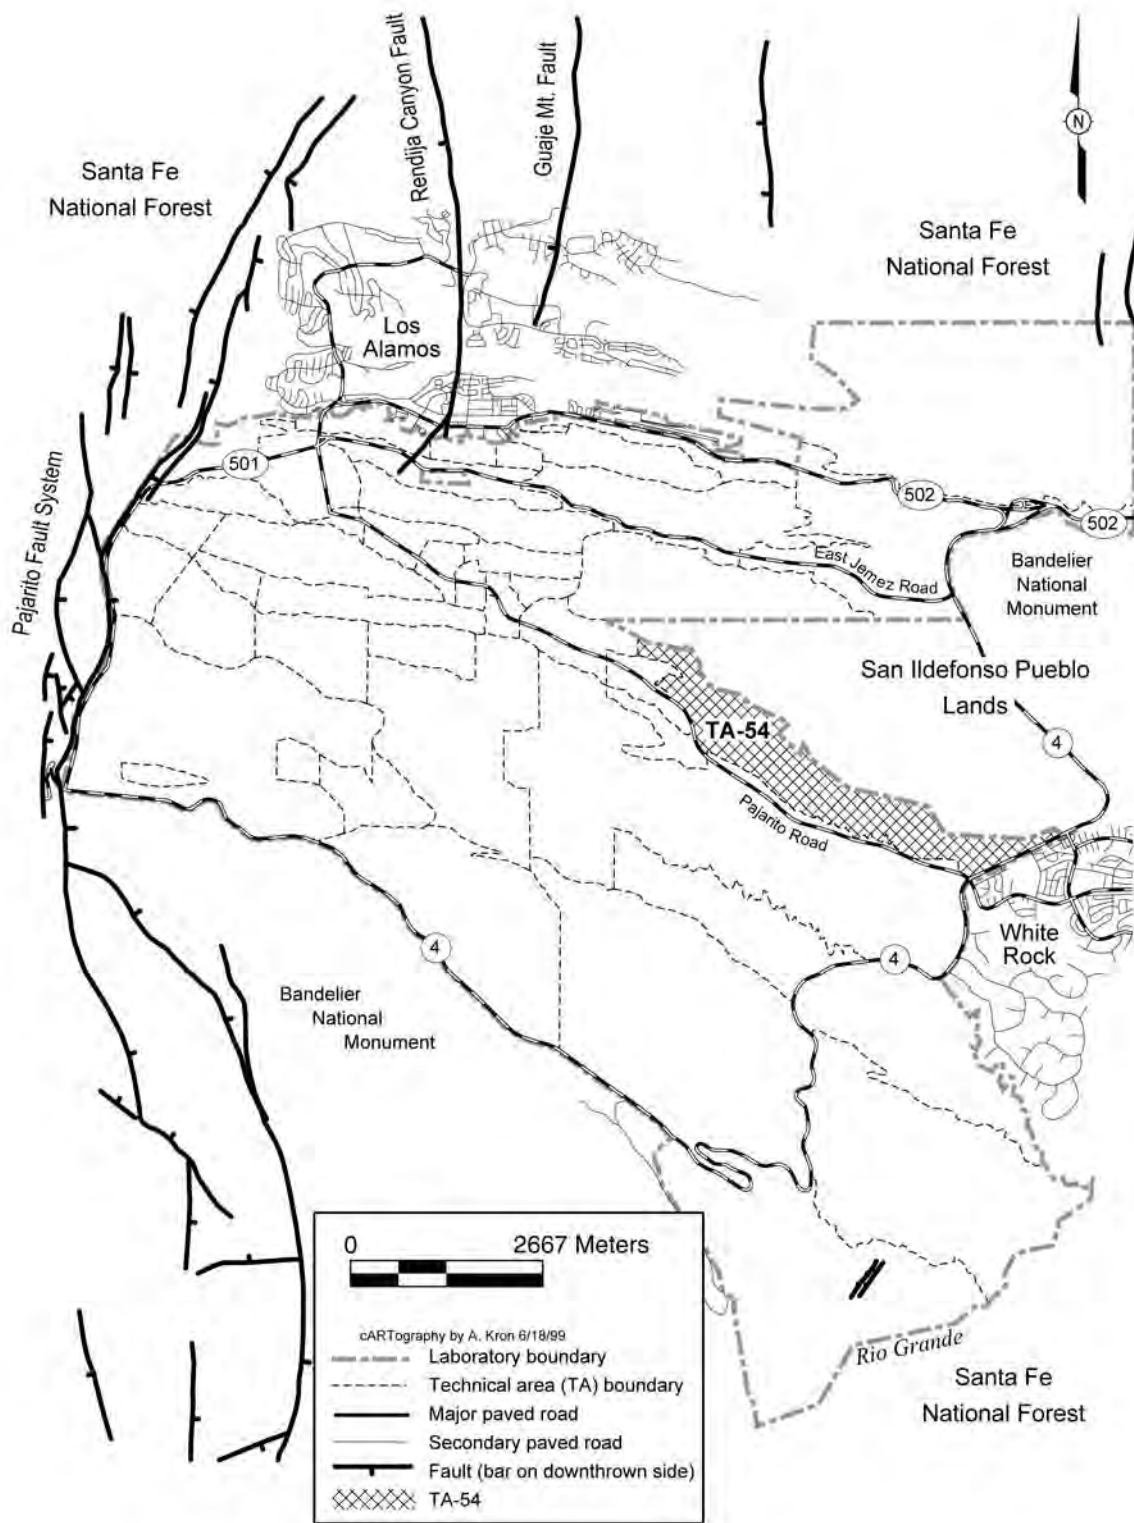 Rendija Canyon Fault
Guaje Mt. Fault
N
Santa Fe
National Forest
Santa Fe
National Forest
Los
Alamos
501
502
502
Pajarito Fault System
East Jemez Road
Bandelier
National
Monument
San Ildefonso Pueblo
Lands
TA-54
4
Pajarito Road
White
Rock
4
4
Bandelier
National
Monument
0 2667 Meters
cARTography by A. Kron 6/18/99
Laboratory boundary
Technical area (TA) boundary
Major paved road
Secondary paved road
Fault (bar on downthrown side)
TA-54
Rio Grande
Santa Fe
National Forest